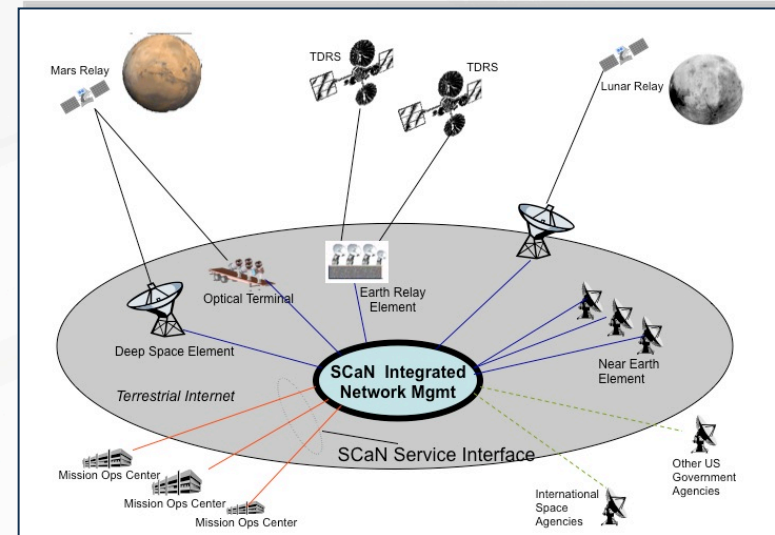 Mars Relay
TDRS
TDRS
Lunar Relay
Optical Terminal
Earth Relay
Element
Deep Space Element
Near Earth
Element
SCaN Integrated
Network Mgmt
Terrestrial Internet
SCaN Service Interface
Mission Ops Center
Mission Ops Center
Mission Ops Center
International
Space
Agencies
Other US
Government
Agencies